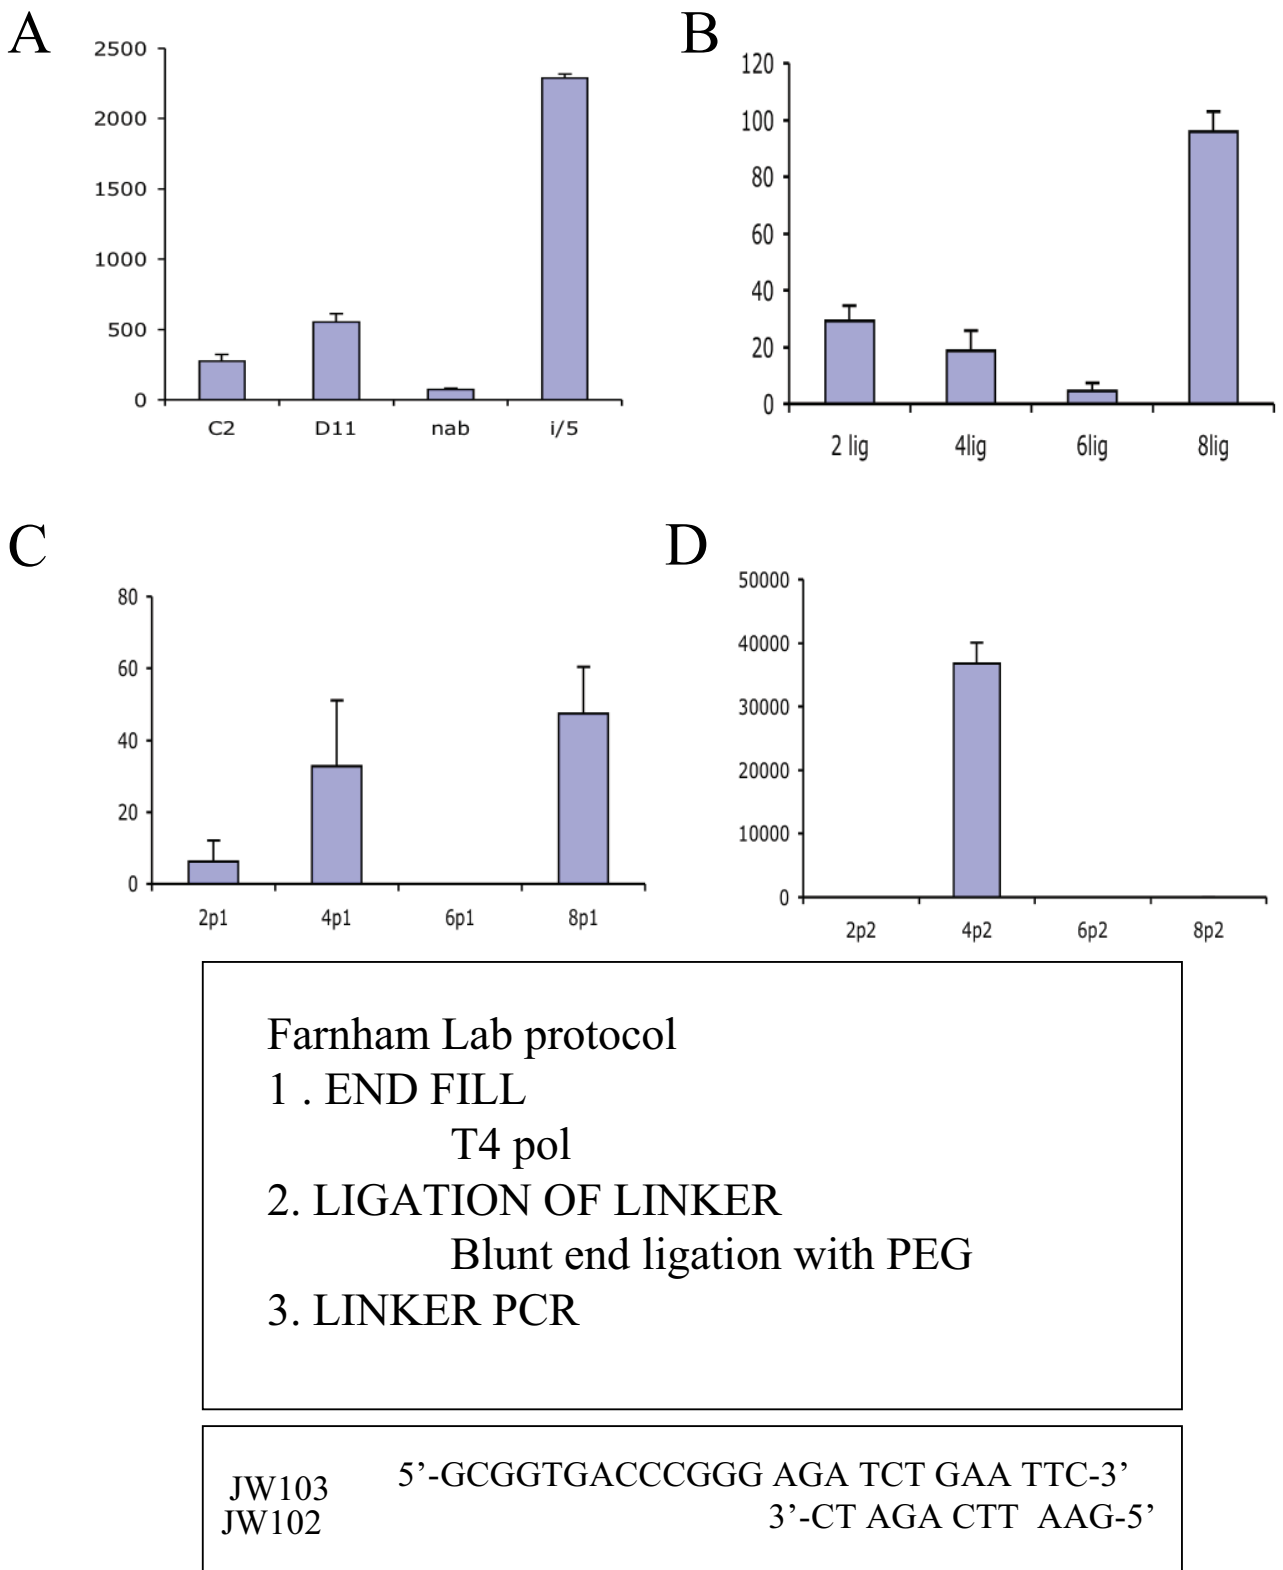 A
2500
2000
1500
1000
500
0
C2 D11 nab i/5
B
120
100
80
60
40
20
0
2 lig 4lig 6lig 8lig
C
80
60
40
20
0
2p1 4p1 6p1 8p1
D
50000
40000
30000
20000
10000
0
2p2 4p2 6p2 8p2
Farnham Lab protocol
1 . END FILL
T4 pol
2. LIGATION OF LINKER
Blunt end ligation with PEG
3. LINKER PCR
JW103 5’-GCGGTGACCCGGG AGA TCT GAA TTC-3’
JW102 3’-CT AGA CTT AAG-5’